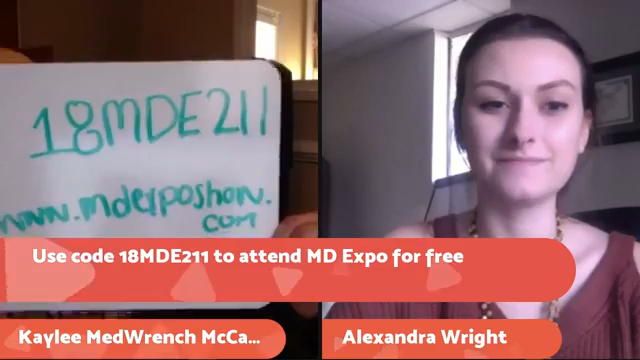 18MDE211
www.mdexposhow.
com
Use code 18MDE211 to attend MD Expo for free
Kaylee MedWrench McCa...
Alexandra Wright